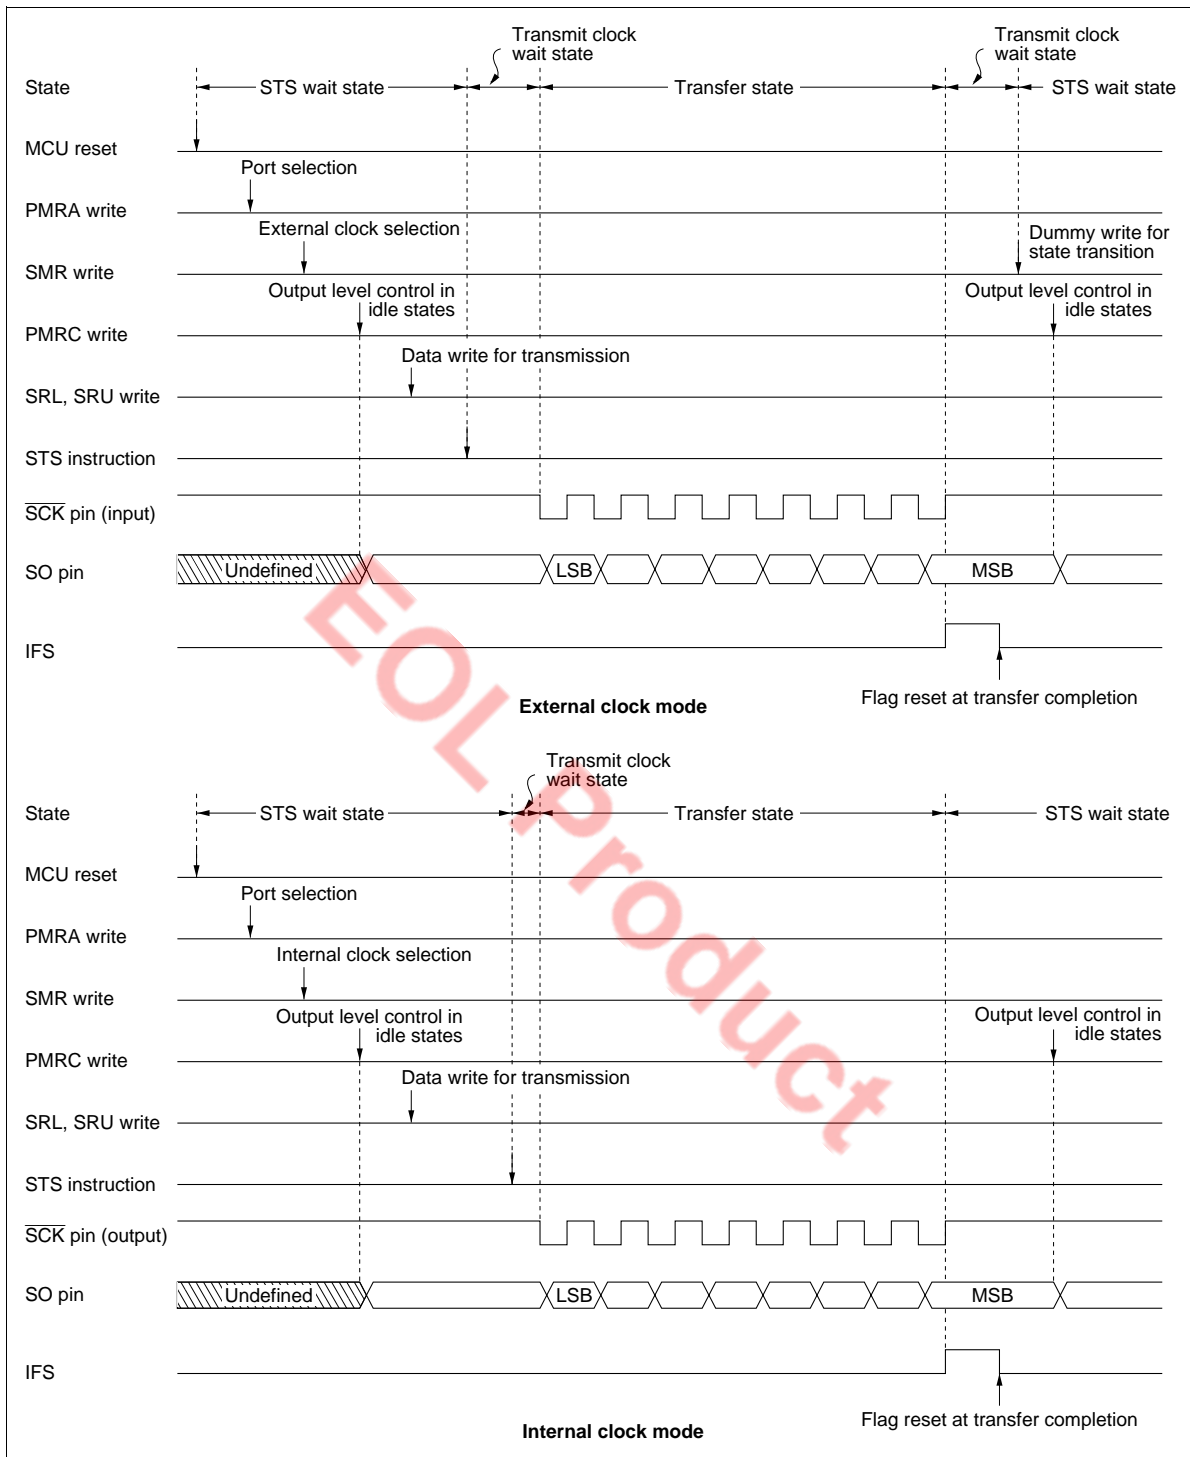 Transmit clock
wait state
Transmit clock
wait state
State
STS wait state
Transfer state
STS wait state
MCU reset
Port selection
PMRA write
External clock selection
Dummy write for
state transition
SMR write
Output level control in
idle states
Output level control in
idle states
PMRC write
Data write for transmission
SRL, SRU write
STS instruction
SCK pin (input)
SO pin
Undefined
LSB
MSB
IFS
Flag reset at transfer completion
External clock mode
Transmit clock
wait state
State
STS wait state
Transfer state
STS wait state
MCU reset
Port selection
PMRA write
Internal clock selection
SMR write
Output level control in
idle states
Output level control in
idle states
PMRC write
Data write for transmission
SRL, SRU write
STS instruction
SCK pin (output)
SO pin
Undefined
LSB
MSB
IFS
Flag reset at transfer completion
Internal clock mode
EOL Product